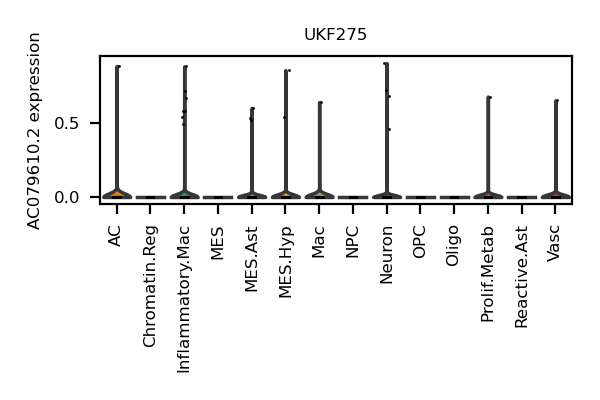 UKF275
AC079610.2 expression
0.5
0.0
AC
Chromatin.Reg
Inflammatory.Mac
MES
MES.Ast
MES.Hyp
Mac
NPC
Neuron
OPC
Oligo
Prolif.Metab
Reactive.Ast
Vasc